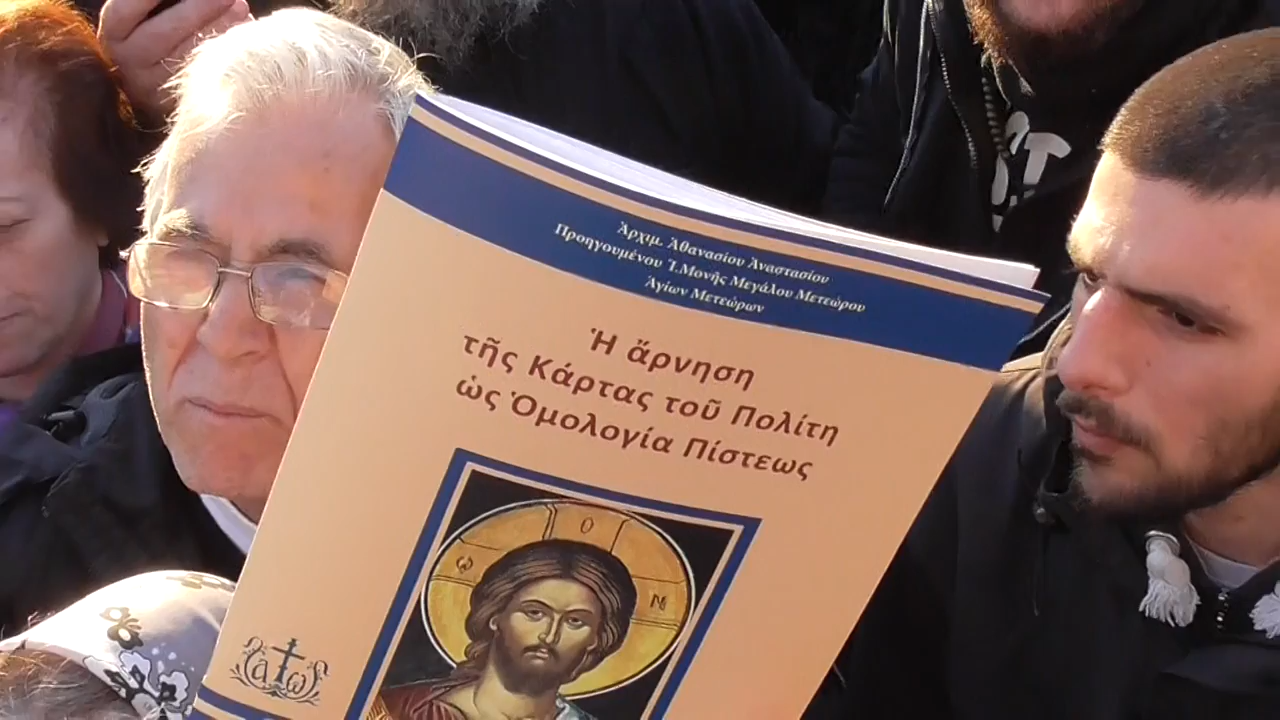 Ἀρχιμ. Ἀθανασίου Ἀναστασίου
Προηγουμένου Ἱ.Μονῆς Μεγάλου Μετεώρου
Ἁγίων Μετεώρων
Ἡ ἄρνηση
τῆς Κάρτας τοῦ Πολίτη
ὡς Ὁμολογία Πίστεως
Ο
Ω
Ν